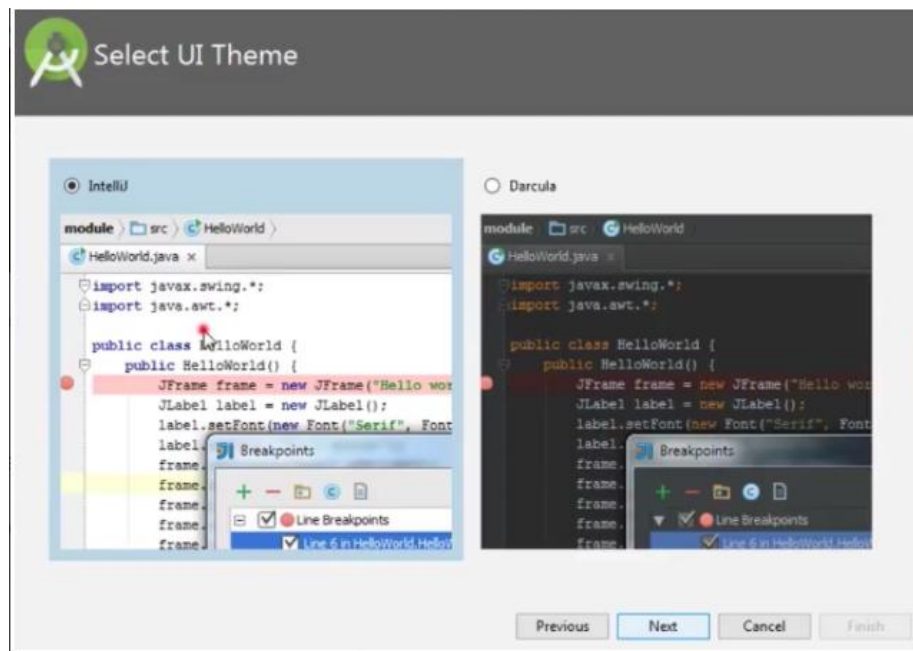 Select UI Theme
IntelliJ
module src HelloWorld
HelloWorld.java ×
import javax.swing.*;
import java.awt.*;
public class HelloWorld {
public HelloWorld() {
JFrame frame = new JFrame("Hello wor
JLabel label = new JLabel();
label.setFont(new Font("Serif", Font
label.
frame.
frame.
frame.
frame.
frame.
Breakpoints
Line Breakpoints
Line 6 in HelloWorld.HelloW
Darcula
module src HelloWorld
HelloWorld.java ×
import javax.swing.*;
import java.awt.*;
public class HelloWorld {
public HelloWorld() {
JFrame frame = new JFrame("Hello wor
JLabel label = new JLabel();
label.setFont(new Font("Serif", Font
label.
frame.
frame.
frame.
frame.
frame.
Breakpoints
Line Breakpoints
Line 6 in HelloWorld.HelloW
Previous Next Cancel Finish